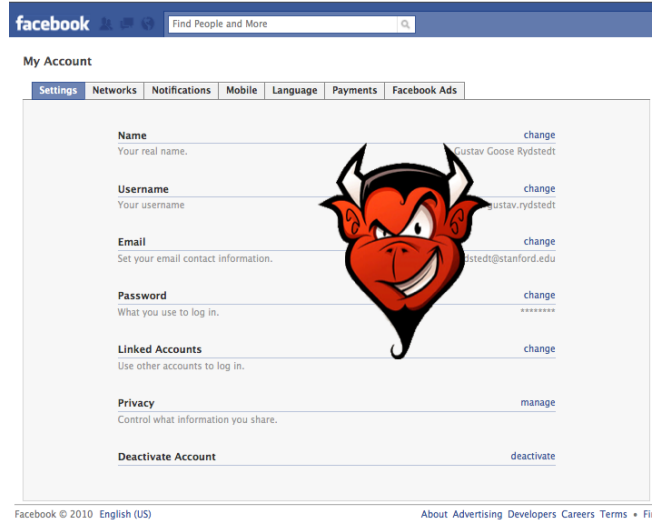 facebook Find People and More
My Account
Settings Networks Notifications Mobile Language Payments Facebook Ads
Name change
Your real name. Gustav Goose Rydstedt
Username change
Your username gustav.rydstedt
Email change
Set your email contact information. dstedt@stanford.edu
Password change
What you use to log in. ********
Linked Accounts change
Use other accounts to log in.
Privacy manage
Control what information you share.
Deactivate Account deactivate
Facebook © 2010 English (US) About Advertising Developers Careers Terms •